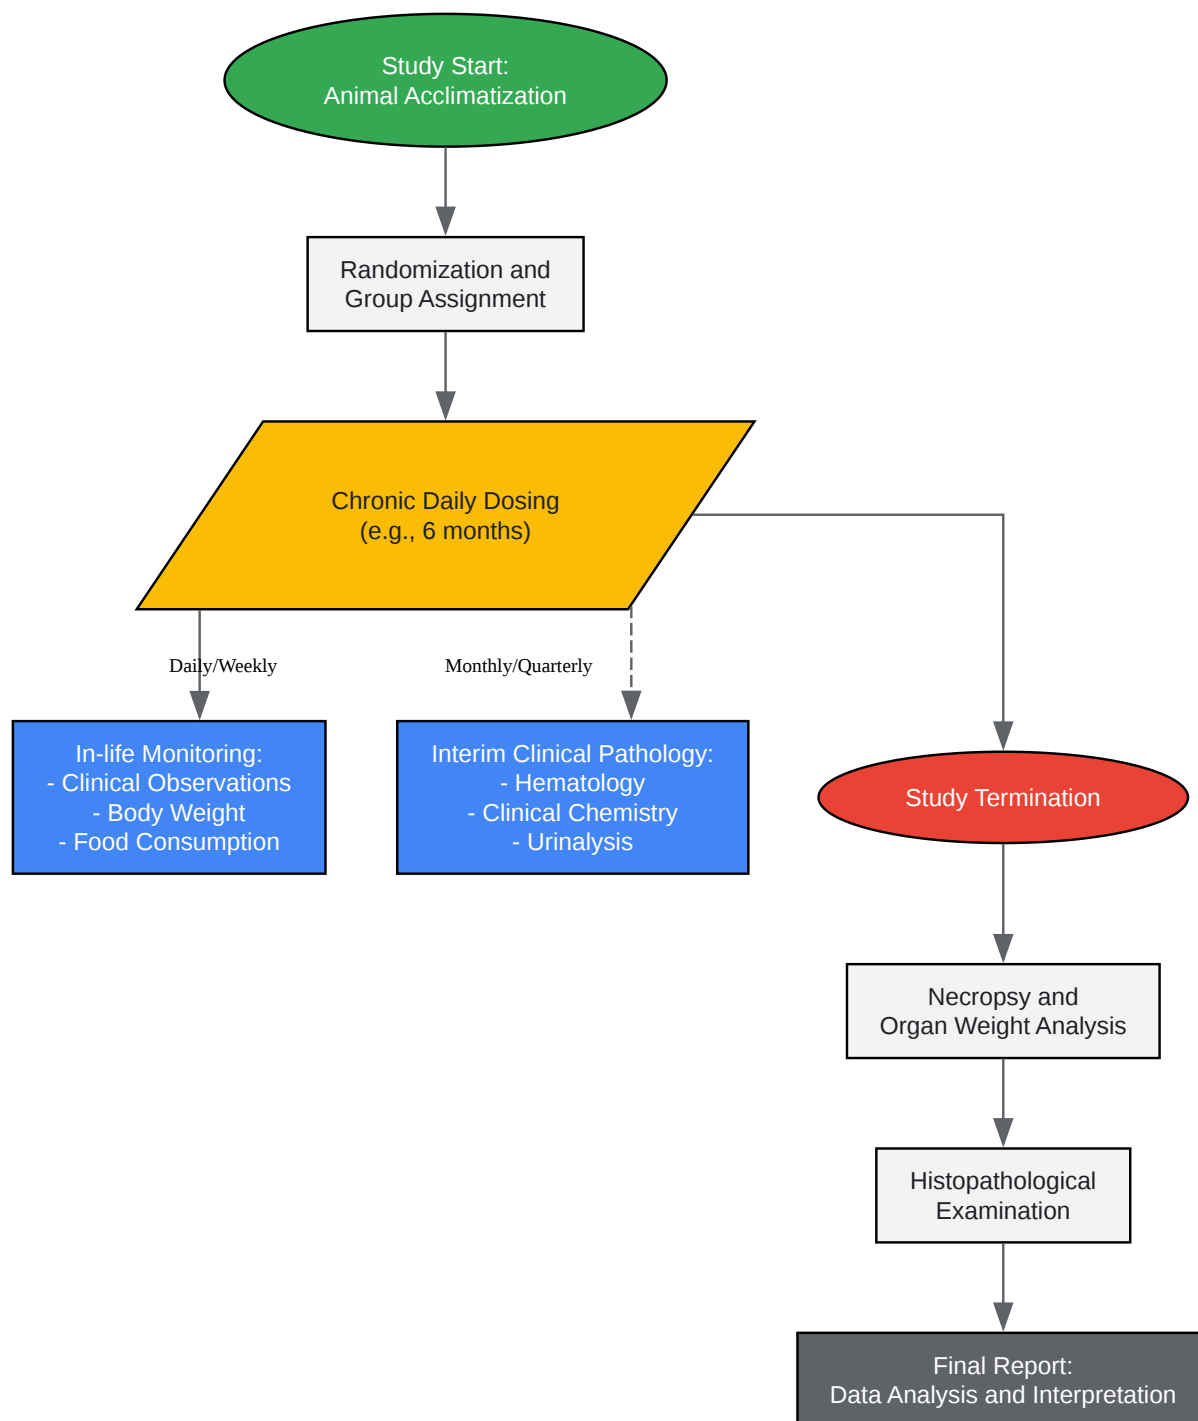 Study Start:
Animal Acclimatization
Randomization and
Group Assignment
Chronic Daily Dosing
(e.g., 6 months)
Daily/Weekly
Monthly/Quarterly
In-life Monitoring:
- Clinical Observations
- Body Weight
- Food Consumption
Interim Clinical Pathology:
- Hematology
- Clinical Chemistry
- Urinalysis
Study Termination
Necropsy and
Organ Weight Analysis
Histopathological
Examination
Final Report:
Data Analysis and Interpretation